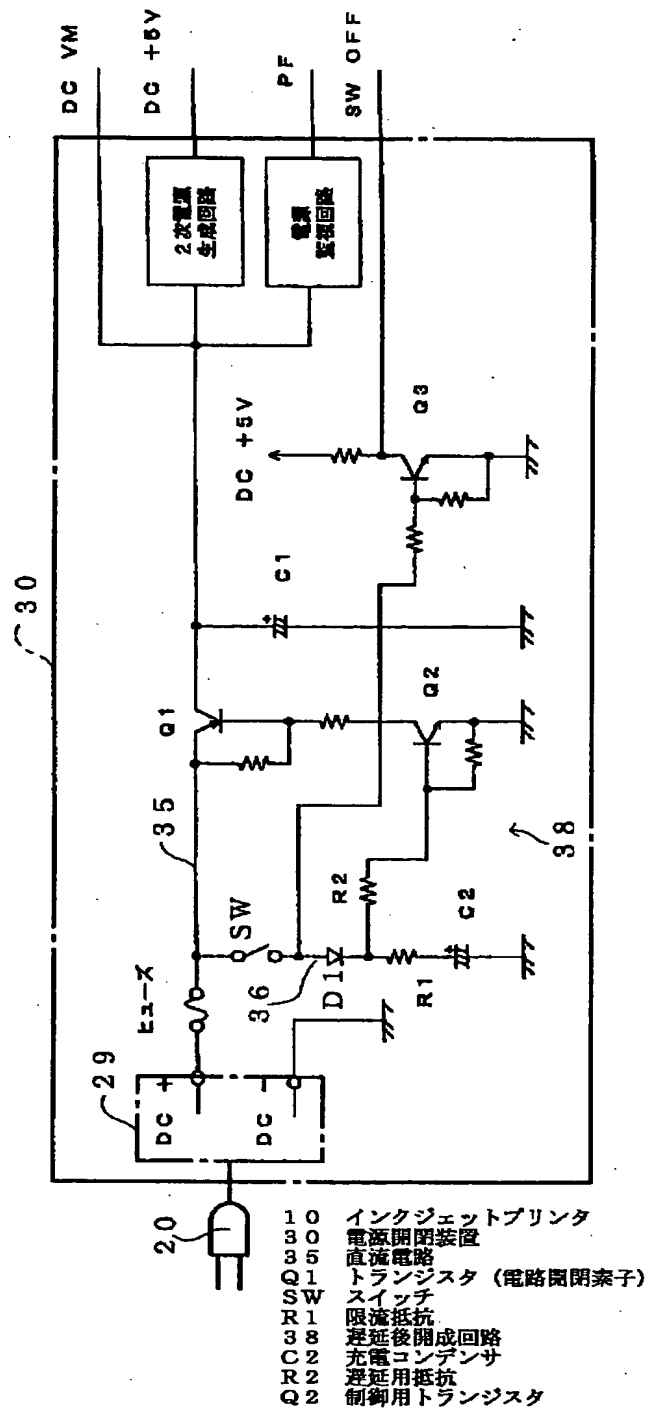 30
DC VM
DC +5V
PF
SW OFF
2次電源
生成回路
電源
監視回路
35
Q1
C1
DC +5V
Q3
ヒューズ
SW
36
D1
R2
Q2
R1
C2
38
29
DC +
DC −
20
10 インクジェットプリンタ
30 電源開閉装置
35 直流電路
Q1 トランジスタ(電路開閉素子)
SW スイッチ
R1 限流抵抗
38 遅延後開成回路
C2 充電コンデンサ
R2 遅延用抵抗
Q2 制御用トランジスタ